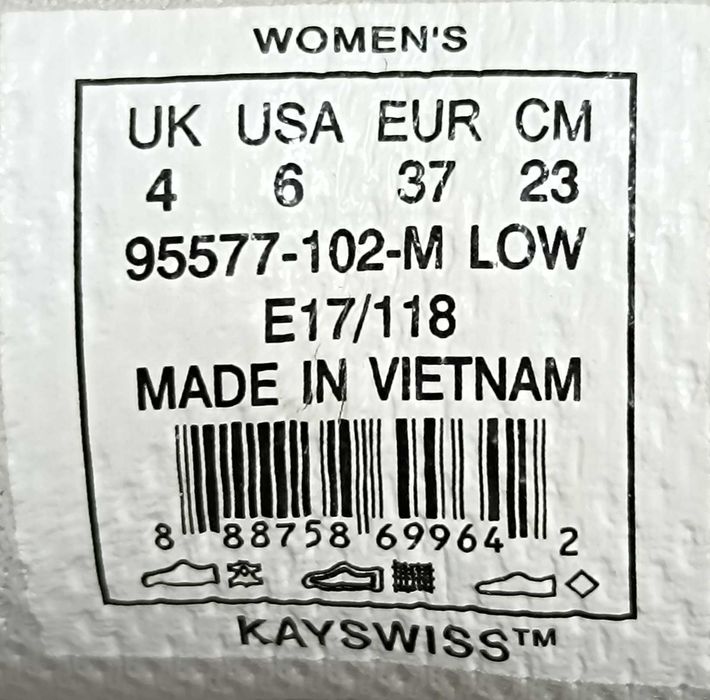 WOMEN'S
UK USA EUR CM
4 6 37 23
95577-102-M LOW
E17/118
MADE IN VIETNAM
8 88758 69964 2
KAYSWISS™